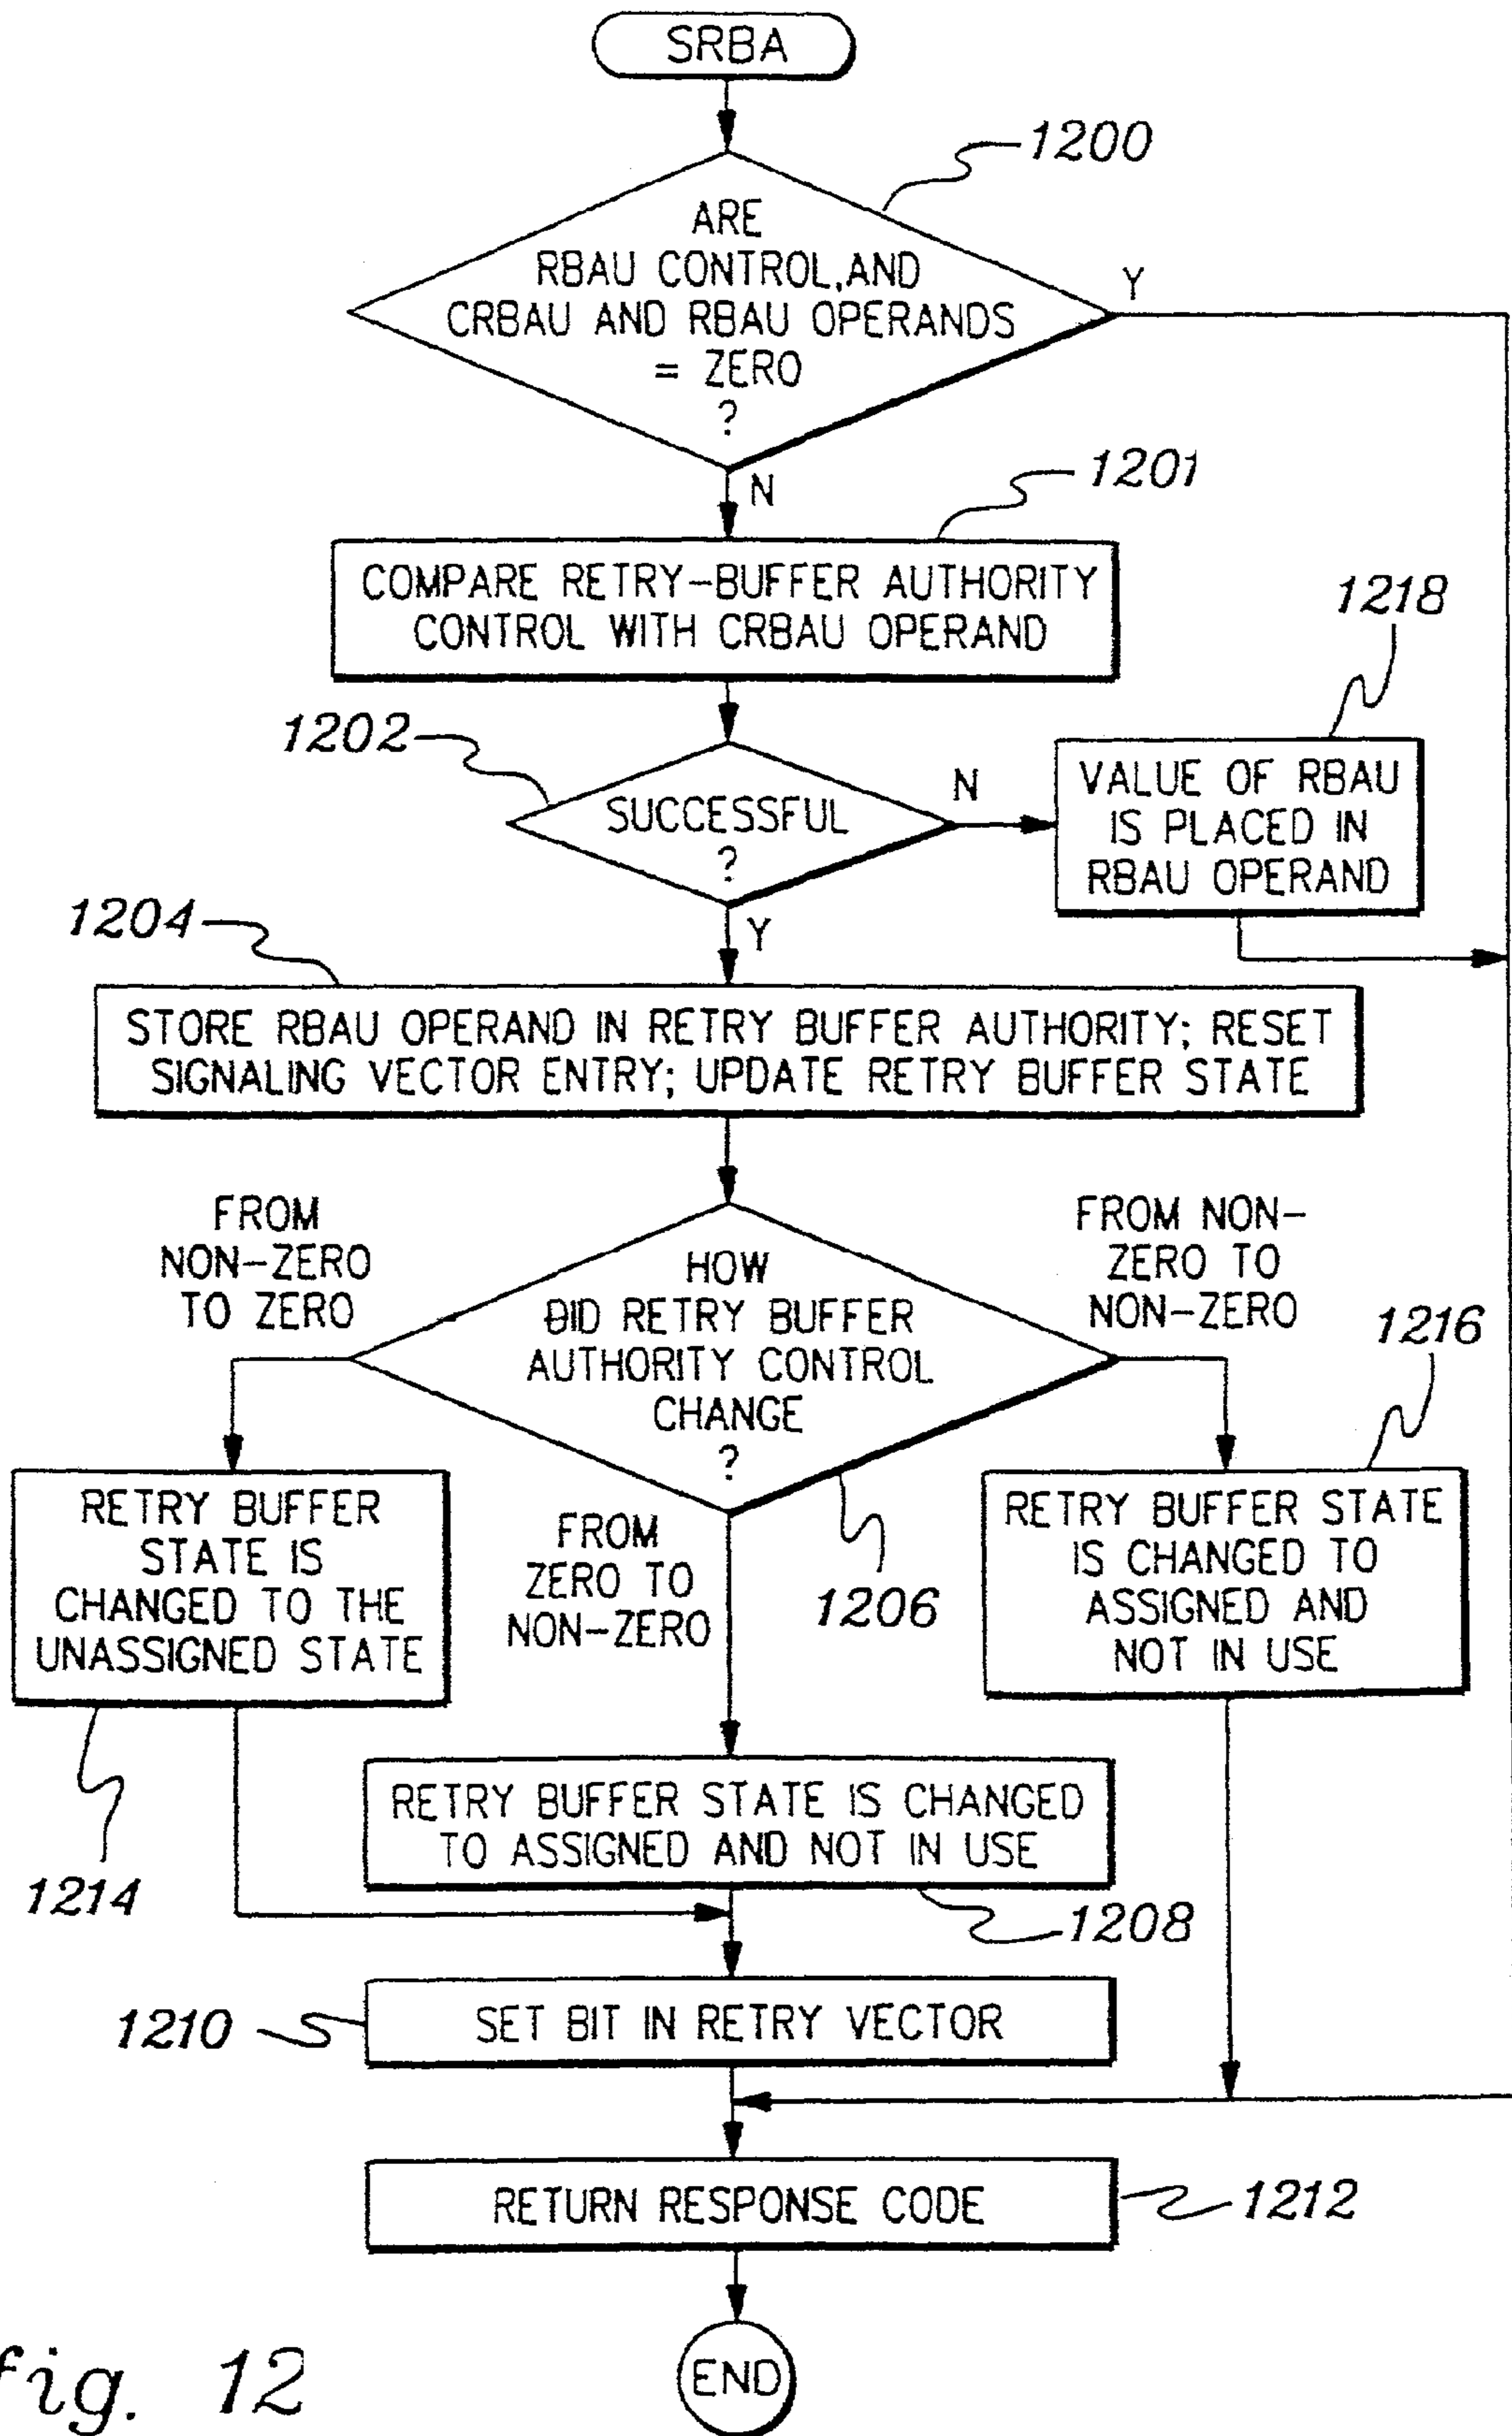 SRBA
1200
ARE
RBAU CONTROL,AND
CRBAU AND RBAU OPERANDS
= ZERO
?
Y
N
1201
COMPARE RETRY-BUFFER AUTHORITY
CONTROL WITH CRBAU OPERAND
1218
1202
SUCCESSFUL
?
N
VALUE OF RBAU
IS PLACED IN
RBAU OPERAND
Y
1204
STORE RBAU OPERAND IN RETRY BUFFER AUTHORITY; RESET
SIGNALING VECTOR ENTRY; UPDATE RETRY BUFFER STATE
FROM
NON-ZERO
TO ZERO
HOW
DID RETRY BUFFER
AUTHORITY CONTROL
CHANGE
?
FROM NON-
ZERO TO
NON-ZERO
1216
RETRY BUFFER
STATE IS
CHANGED TO THE
UNASSIGNED STATE
FROM
ZERO TO
NON-ZERO
1206
RETRY BUFFER STATE
IS CHANGED TO
ASSIGNED AND
NOT IN USE
RETRY BUFFER STATE IS CHANGED
TO ASSIGNED AND NOT IN USE
1214
1208
1210
SET BIT IN RETRY VECTOR
RETURN RESPONSE CODE
1212
END
fig. 12